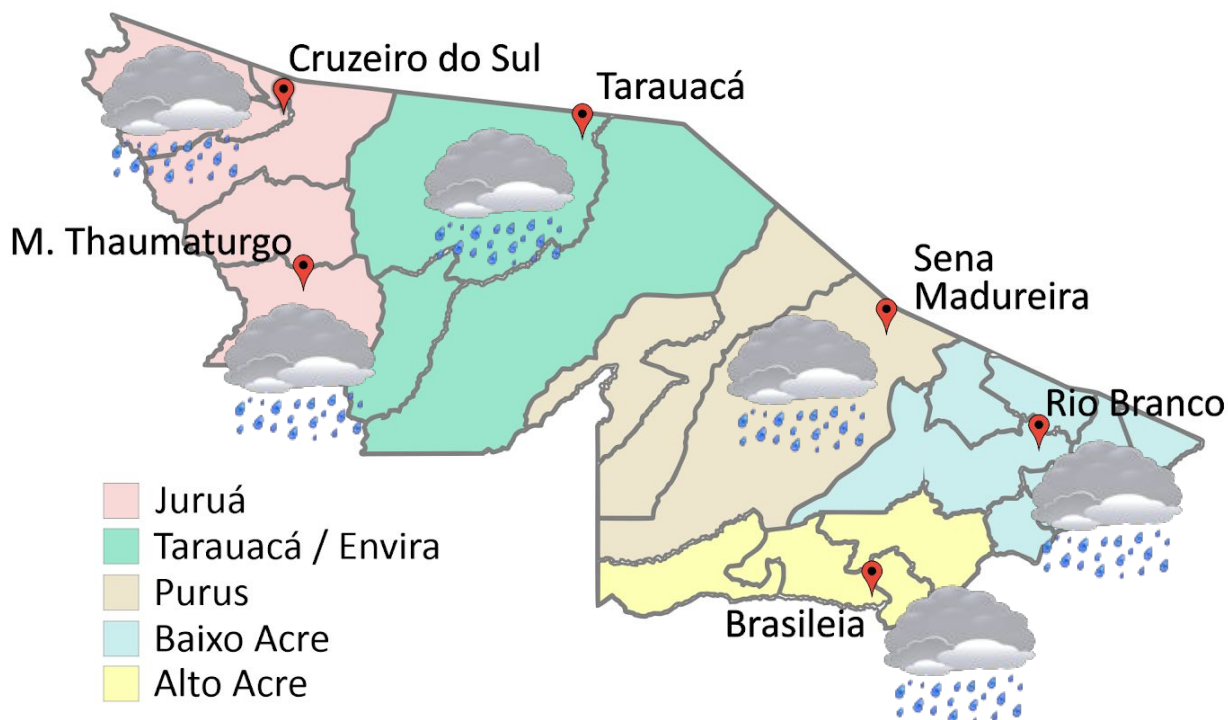 Cruzeiro do Sul
Tarauacá
M. Thaumaturgo
Sena
Madureira
Rio Branco
Brasileia
Juruá
Tarauacá / Envira
Purus
Baixo Acre
Alto Acre